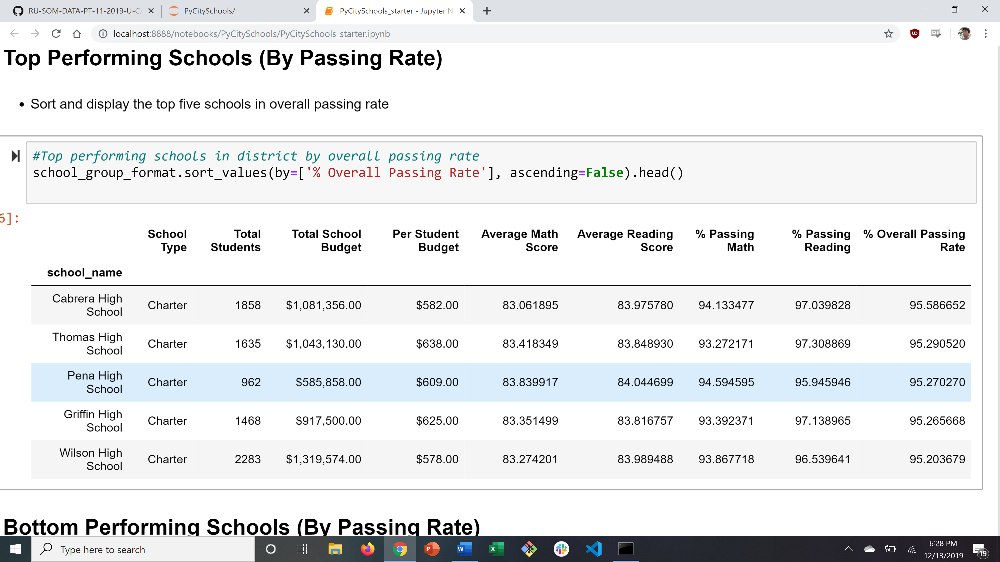 RU-SOM-DATA-PT-11-2019-U-C/
PyCitySchools/
PyCitySchools_starter - Jupyter N
localhost:8888/notebooks/PyCitySchools/PyCitySchools_starter.ipynb
Top Performing Schools (By Passing Rate)
• Sort and display the top five schools in overall passing rate
#Top performing schools in district by overall passing rate
school_group_format.sort_values(by=['% Overall Passing Rate'], ascending=False).head()
6]:
School Total Total School Per Student Average Math Average Reading % Passing % Passing % Overall Passing
Type Students Budget Budget Score Score Math Reading Rate
school_name
Cabrera High
School Charter 1858 $1,081,356.00 $582.00 83.061895 83.975780 94.133477 97.039828 95.586652
Thomas High
School Charter 1635 $1,043,130.00 $638.00 83.418349 83.848930 93.272171 97.308869 95.290520
Pena High
School Charter 962 $585,858.00 $609.00 83.839917 84.044699 94.594595 95.945946 95.270270
Griffin High
School Charter 1468 $917,500.00 $625.00 83.351499 83.816757 93.392371 97.138965 95.265668
Wilson High
School Charter 2283 $1,319,574.00 $578.00 83.274201 83.989488 93.867718 96.539641 95.203679
Bottom Performing Schools (By Passing Rate)
Type here to search
6:28 PM
12/13/2019
19